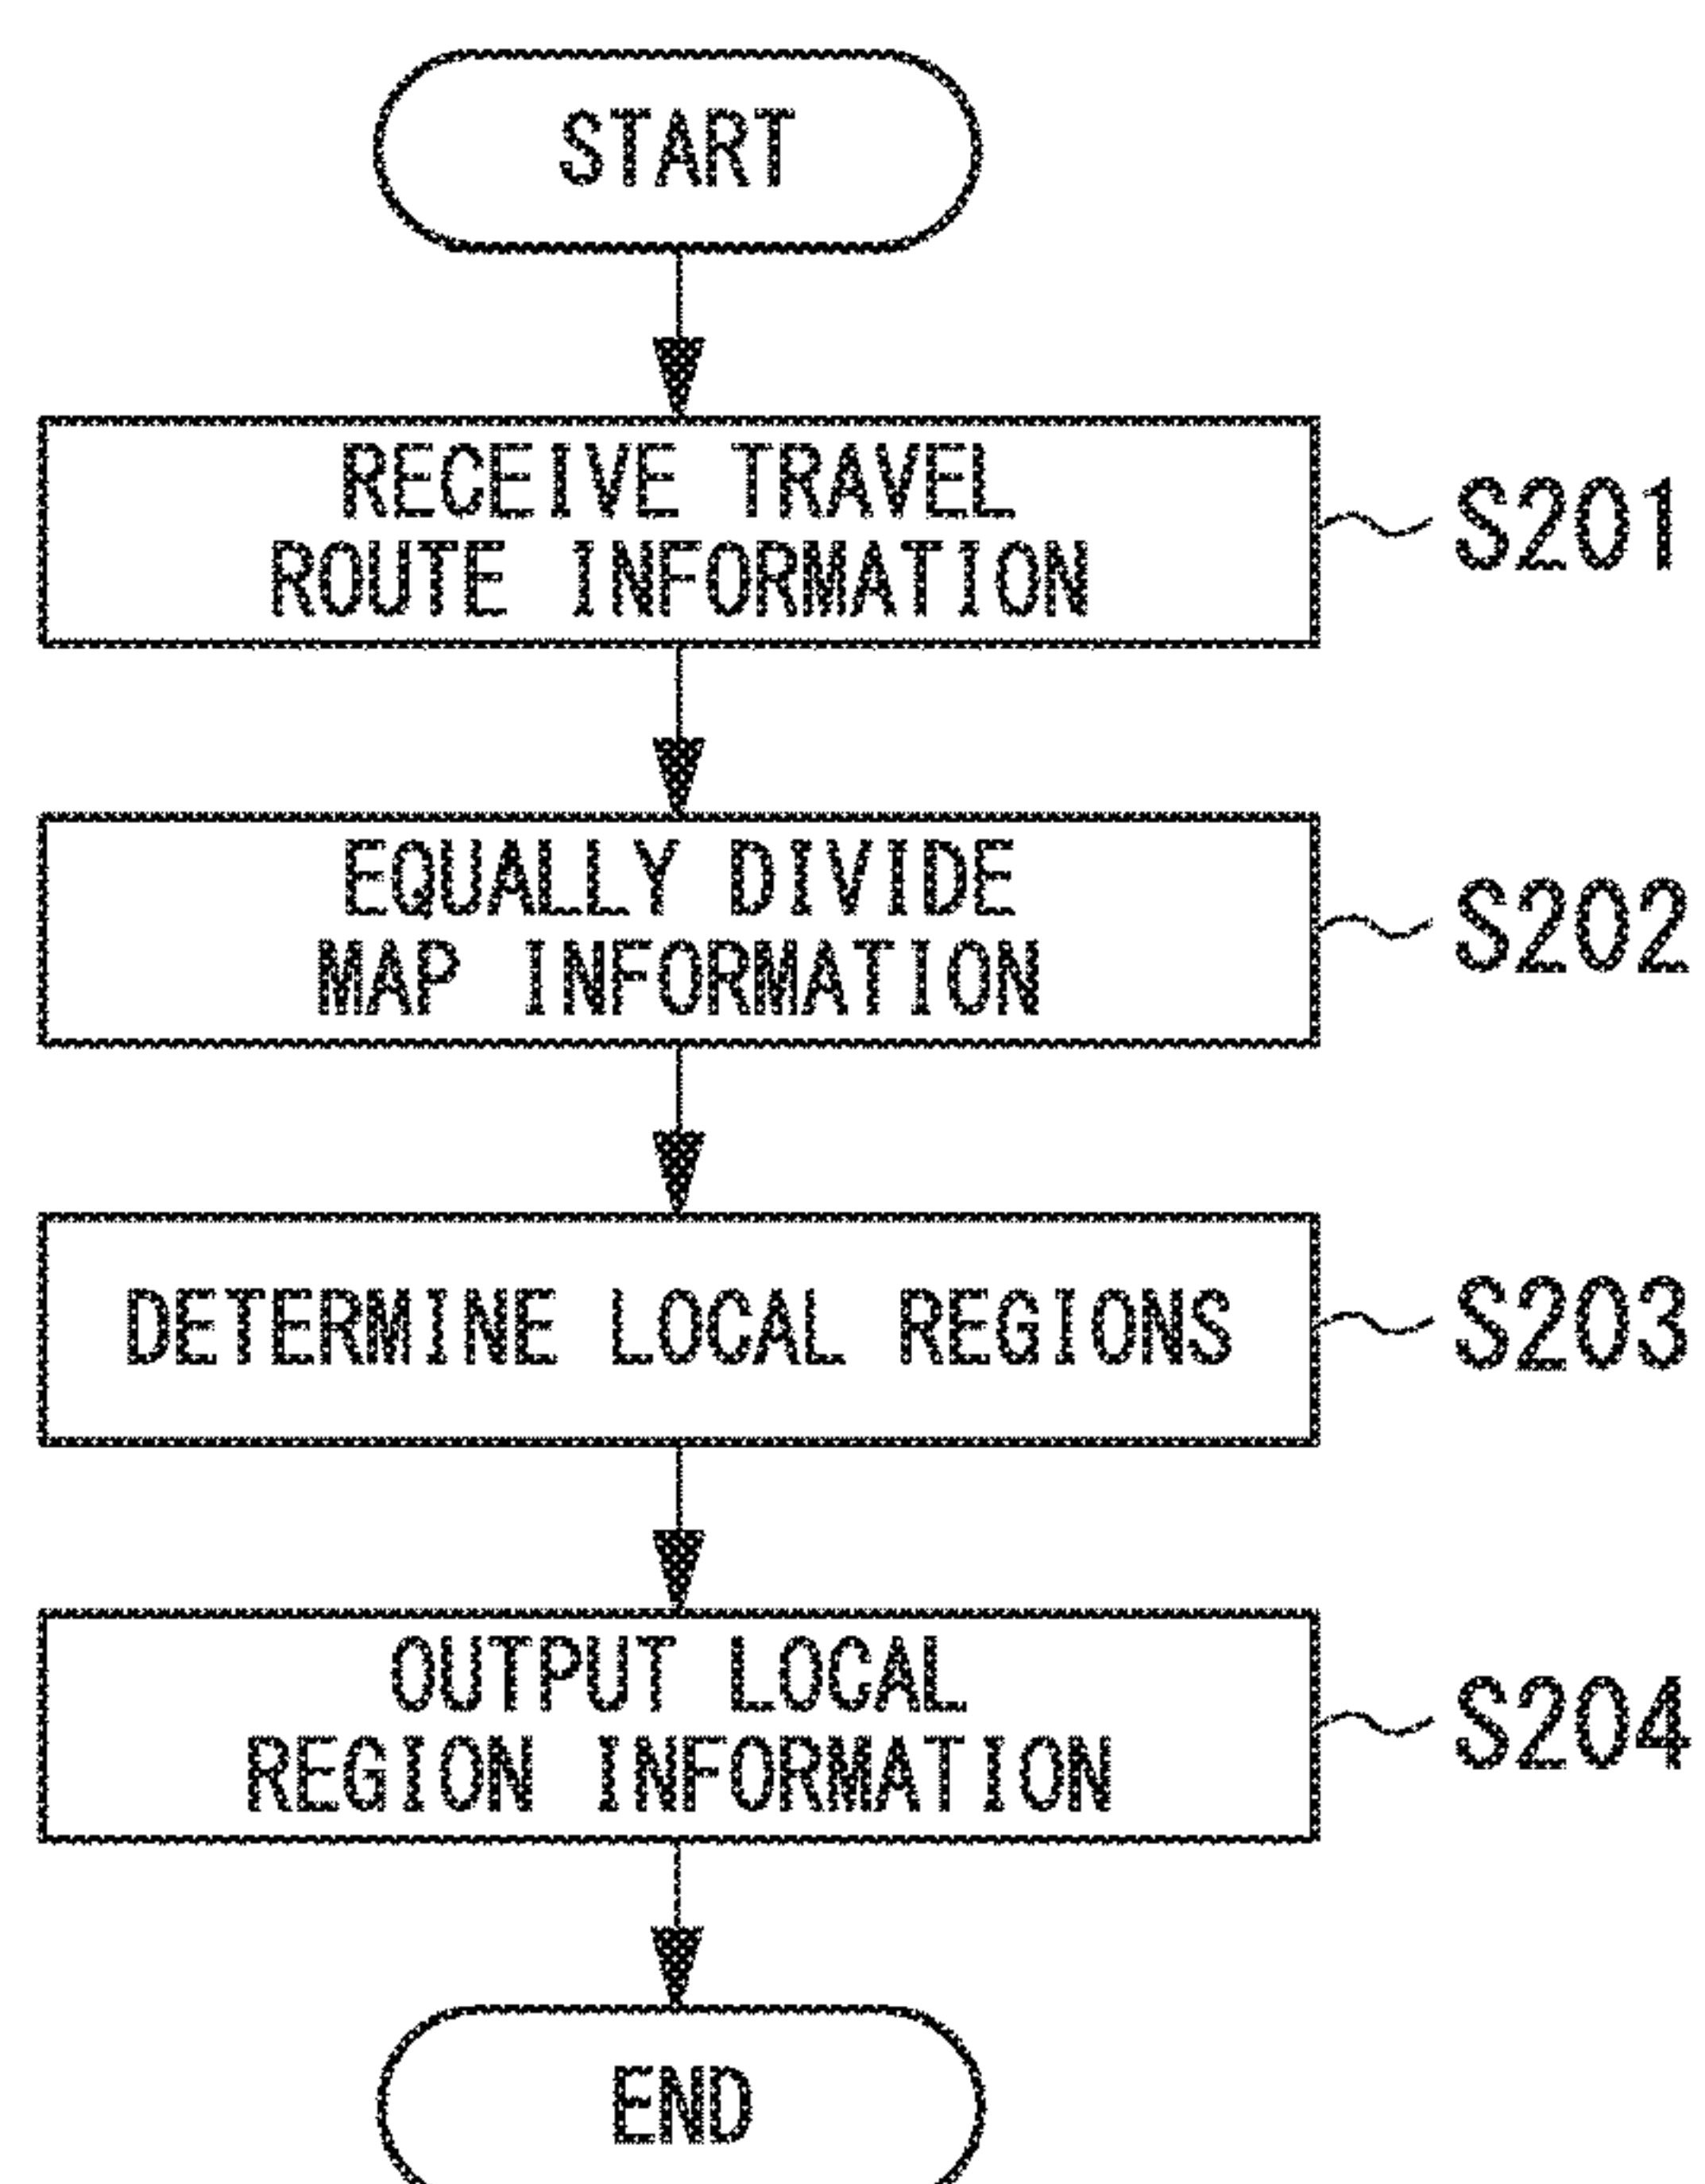 START
RECEIVE TRAVEL
ROUTE INFORMATION
S201
EQUALLY DIVIDE
MAP INFORMATION
S202
DETERMINE LOCAL REGIONS
S203
OUTPUT LOCAL
REGION INFORMATION
S204
END